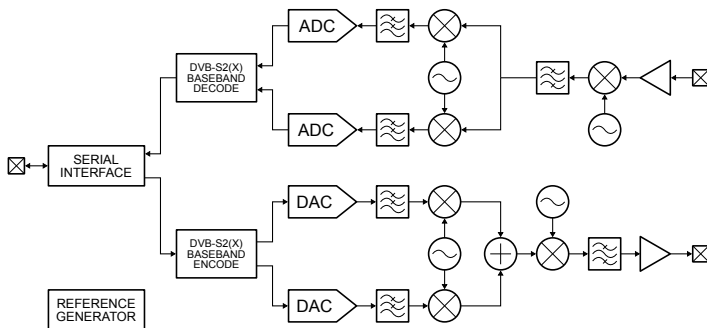 ADC
DVB-S2(X)
BASEBAND
DECODE
ADC
SERIAL
INTERFACE
DAC
DVB-S2(X)
BASEBAND
ENCODE
DAC
REFERENCE
GENERATOR